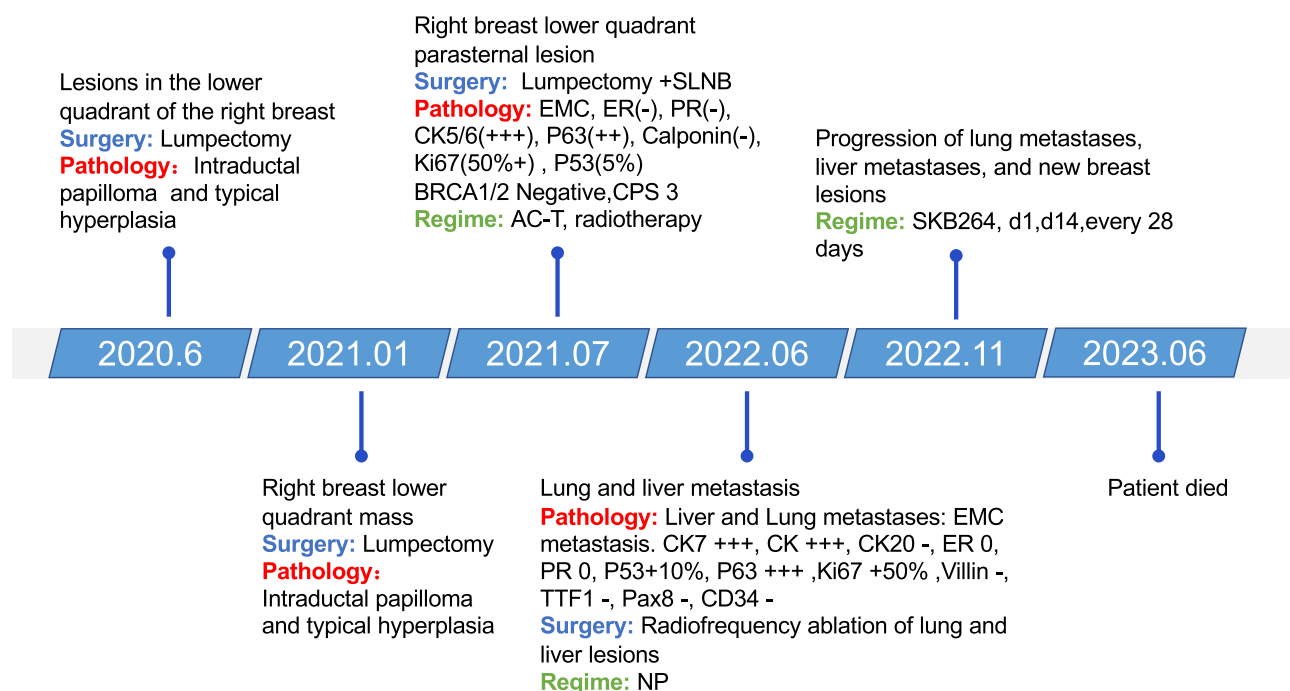 Lesions in the lower
quadrant of the right breast
Surgery: Lumpectomy
Pathology： Intraductal
papilloma and typical
hyperplasia
Right breast lower quadrant
parasternal lesion
Surgery: Lumpectomy +SLNB
Pathology: EMC, ER(-), PR(-),
CK5/6(+++), P63(++), Calponin(-),
Ki67(50%+) , P53(5%)
BRCA1/2 Negative,CPS 3
Regime: AC-T, radiotherapy
Progression of lung metastases,
liver metastases, and new breast
lesions
Regime: SKB264, d1,d14,every 28
days
2020.6
2021.01
2021.07
2022.06
2022.11
2023.06
Right breast lower
quadrant mass
Surgery: Lumpectomy
Pathology：
Intraductal papilloma
and typical hyperplasia
Lung and liver metastasis
Pathology: Liver and Lung metastases: EMC
metastasis. CK7 +++, CK +++, CK20 -, ER 0,
PR 0, P53+10%, P63 +++ ,Ki67 +50% ,Villin -,
TTF1 -, Pax8 -, CD34 -
Surgery: Radiofrequency ablation of lung and
liver lesions
Regime: NP
Patient died